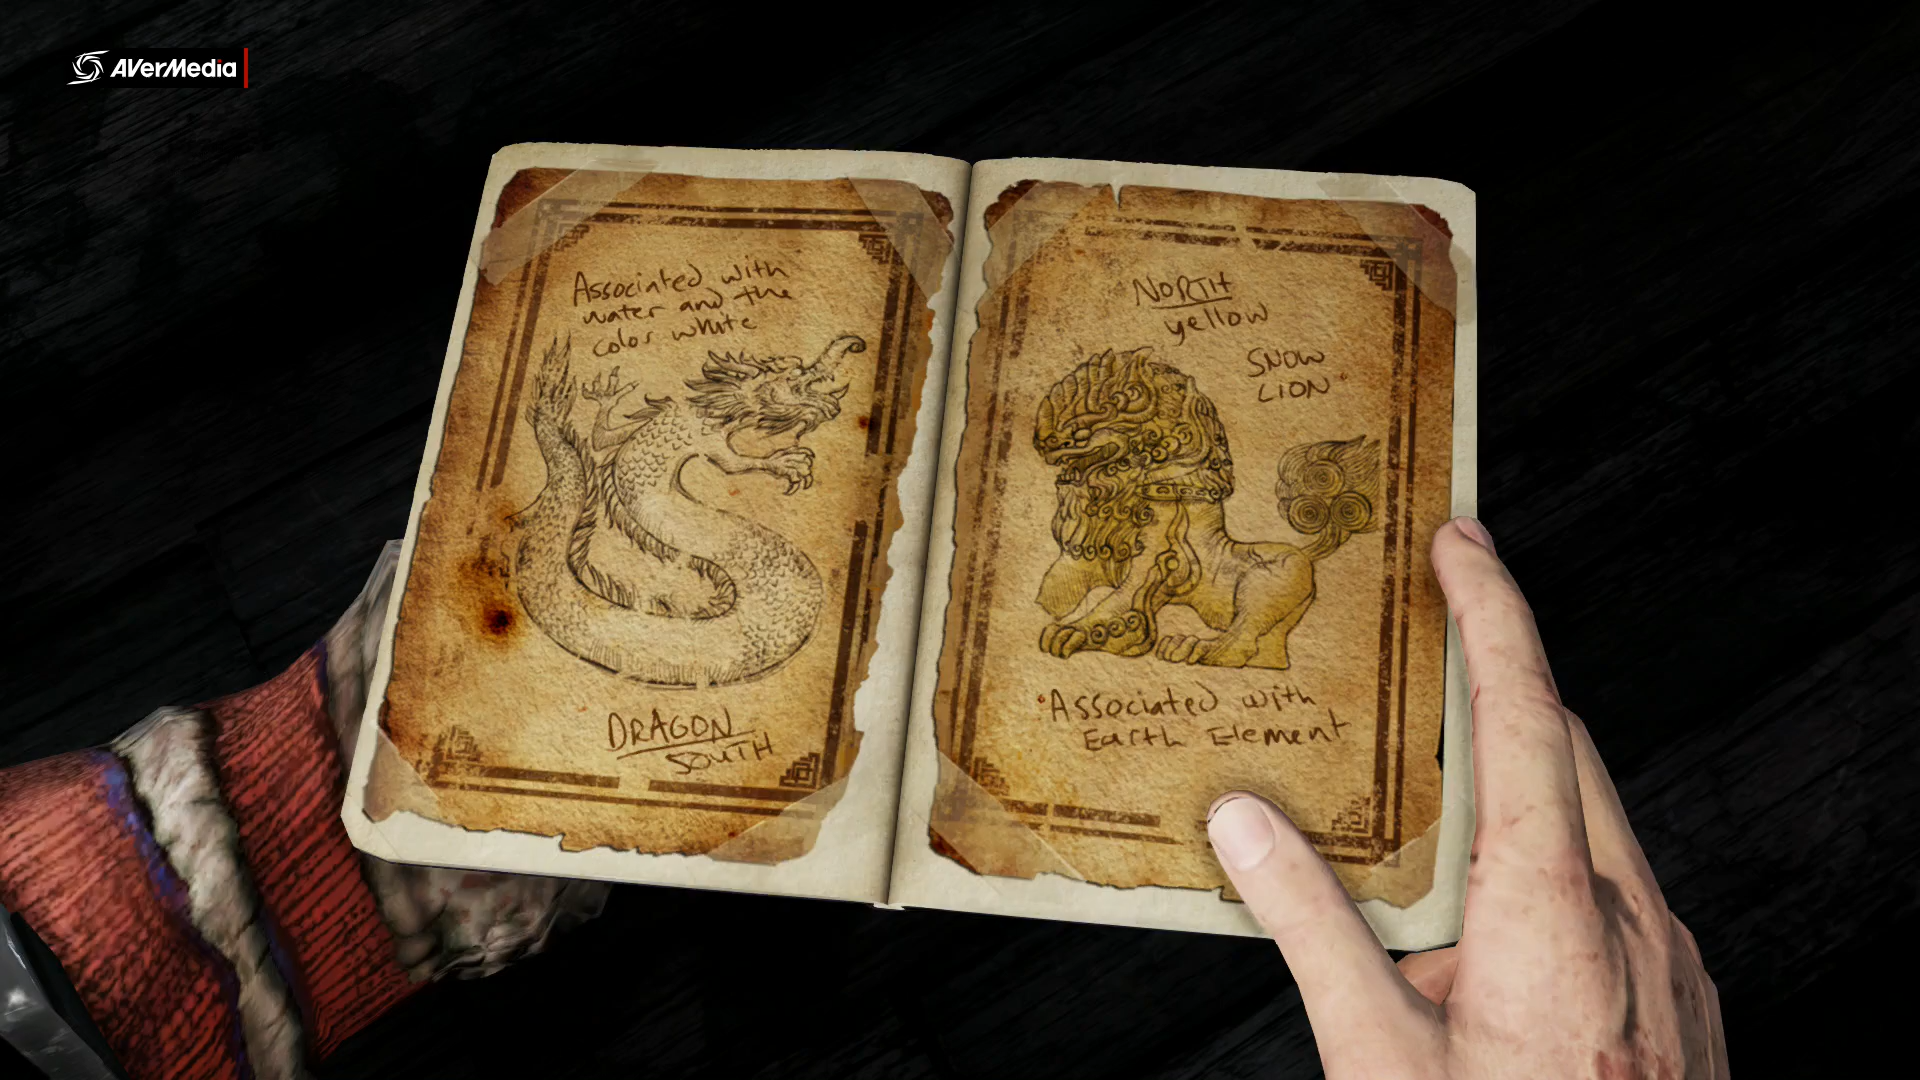 AVerMedia
Associated with
water and the
color white
DRAGON
SOUTH
NORTH
yellow
SNOW
LION
Associated with
Earth Element